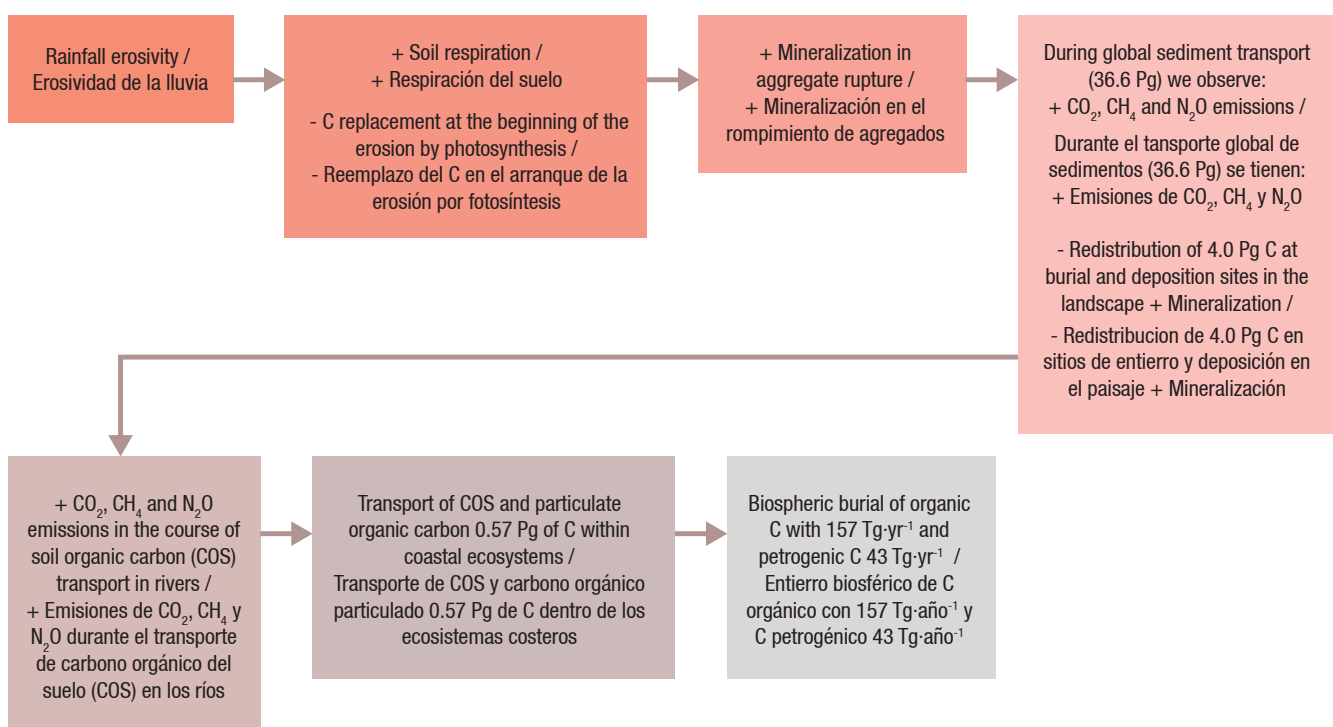 Rainfall erosivity /
Erosividad de la lluvia
+ Soil respiration /
+ Respiración del suelo
- C replacement at the beginning of the
erosion by photosynthesis /
- Reemplazo del C en el arranque de la
erosión por fotosíntesis
+ Mineralization in
aggregate rupture /
+ Mineralización en el
rompimiento de agregados
During global sediment transport
(36.6 Pg) we observe:
+ CO₂, CH₄ and N₂O emissions /
Durante el tansporte global de
sedimentos (36.6 Pg) se tienen:
+ Emisiones de CO₂, CH₄ y N₂O
- Redistribution of 4.0 Pg C at
burial and deposition sites in the
landscape + Mineralization /
- Redistribucion de 4.0 Pg C en
sitios de entierro y deposición en
el paisaje + Mineralización
+ CO₂, CH₄ and N₂O
emissions in the course of
soil organic carbon (COS)
transport in rivers /
+ Emisiones de CO₂, CH₄ y
N₂O durante el transporte
de carbono orgánico del
suelo (COS) en los ríos
Transport of COS and particulate
organic carbon 0.57 Pg of C within
coastal ecosystems /
Transporte de COS y carbono orgánico
particulado 0.57 Pg de C dentro de los
ecosistemas costeros
Biospheric burial of organic
C with 157 Tg·yr⁻¹ and
petrogenic C 43 Tg·yr⁻¹ /
Entierro biosférico de C
orgánico con 157 Tg·año⁻¹ y
C petrogénico 43 Tg·año⁻¹